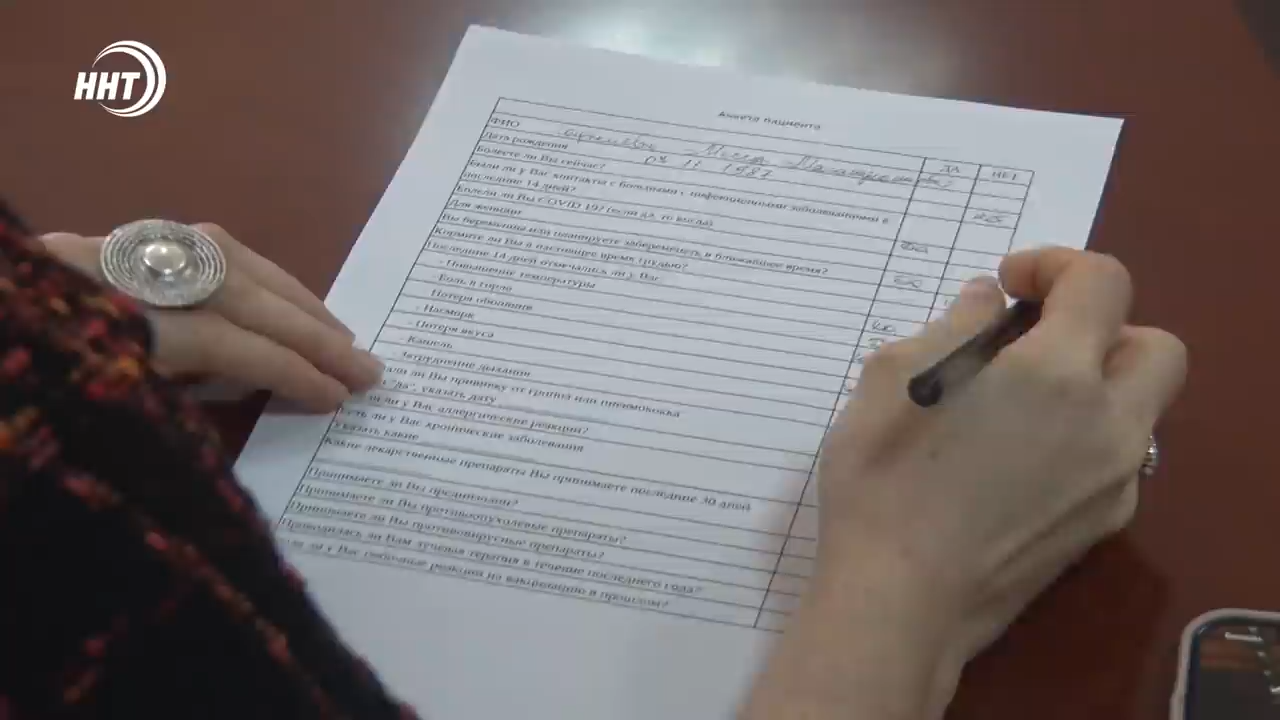 ННТ
Анкета пациента
ФИО
ДА НЕТ
Дата рождения
Болеете ли Вы сейчас?
Были ли у Вас контакты с больными с инфекционными заболеваниями в
последние 14 дней?
Болели ли Вы COVID 19? (если да, то когда)
Для женщин
Вы беременны или планируете забеременеть в ближайшее время?
Кормите ли Вы в настоящее время грудью?
Последние 14 дней отмечались ли у Вас
- Повышение температуры
- Боль в горле
- Потеря обоняния
- Насморк
- Потеря вкуса
- Кашель
- Затруднение дыхания
ли Вы прививку от гриппа или пневмококка
"да", указать дату
ли у Вас аллергические реакции?
ли у Вас хронические заболевания
Указать какие
Какие лекарственные препараты Вы принимаете последние 30 дней
Принимаете ли Вы преднизолон?
Принимаете ли Вы противоопухолевые препараты?
Принимаете ли Вы противовирусные препараты?
Проводилась ли Вам лучевая терапия в течение последнего года?
ли у Вас побочные реакции на вакцинацию в прошлом?